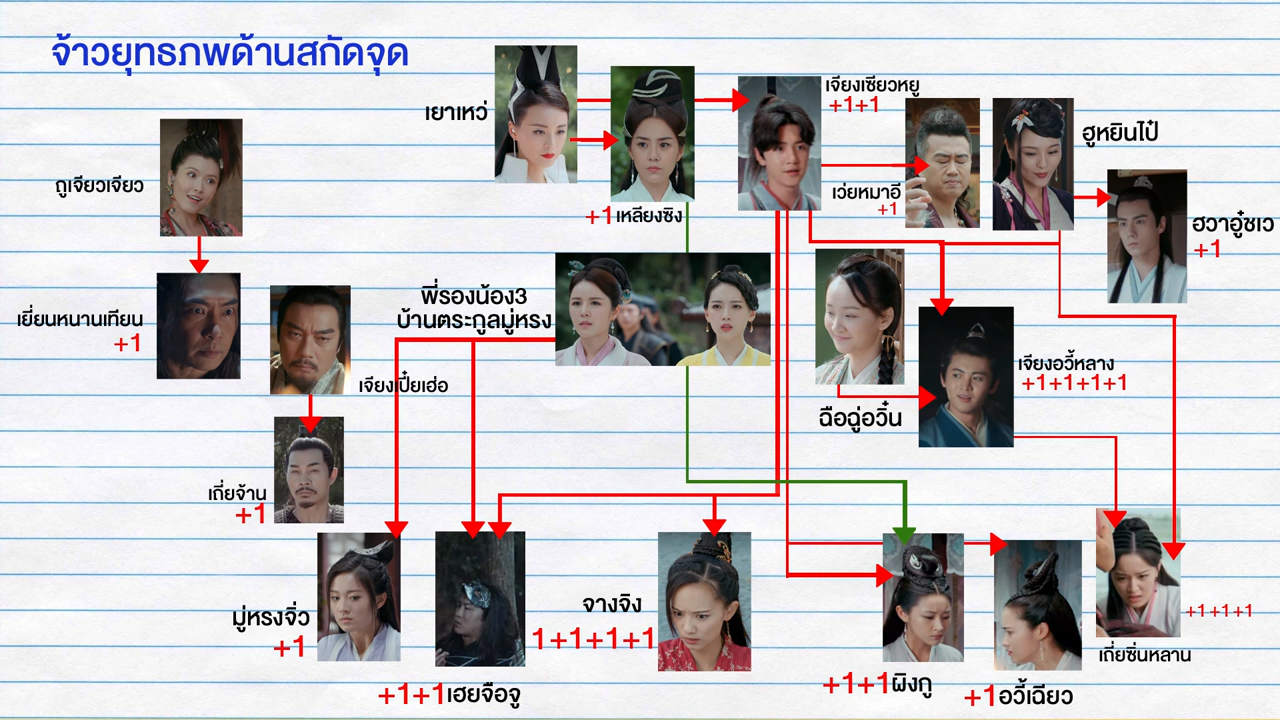 จ้าวยุทธภพด้านสกัดจุด
เยาเหว่
+1เหลียงซิง
เจียงเซียวหยู
+1+1
เว่ยหมาอี
+1
ฮูหยินไป๋
ฮวาอู๋ชเว
+1
ถูเจียวเจียว
เยี่ยนหนานเทียน
+1
เจียงเปี๋ยเฮ่อ
เถี่ยจ้าน
+1
พี่รองน้อง3
บ้านตระกูลมู่หรง
ฉือฉู่อวิ๋น
เจียงอวี้หลาง
+1+1+1+1
มู่หรงจิ่ว
+1
+1+1เฮยจือจู
จางจิง
1+1+1+1
+1+1ผิงกู
+1อวี้เฉียว
เถี่ยซิ่นหลาน
+1+1+1